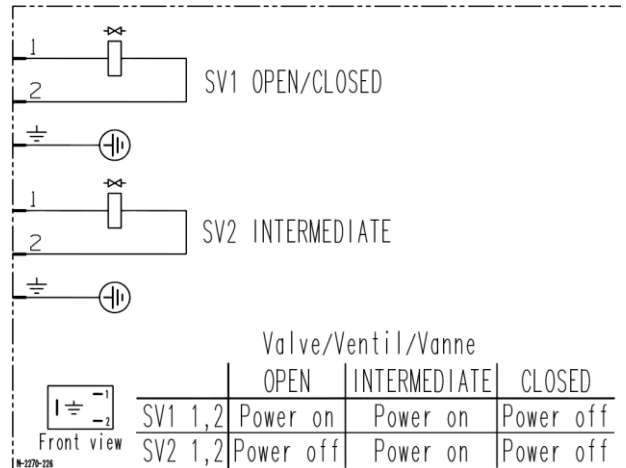 1
SV1 OPEN/CLOSED
2
1
SV2 INTERMEDIATE
2
Valve/Ventil/Vanne
OPEN INTERMEDIATE CLOSED
SV1 1,2 Power on Power on Power off
SV2 1,2 Power off Power on Power off
1
2
Front view
N-2270-226